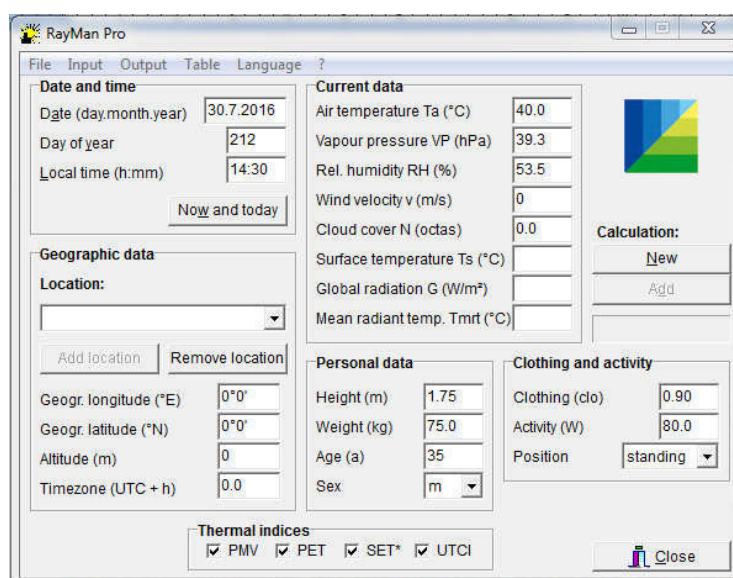 RayMan Pro
File Input Output Table Language ?
Date and time
Date (day.month.year) 30.7.2016
Day of year 212
Local time (h:mm) 14:30
Now and today
Current data
Air temperature Ta (°C) 40.0
Vapour pressure VP (hPa) 39.3
Rel. humidity RH (%) 53.5
Wind velocity v (m/s) 0
Cloud cover N (octas) 0.0
Surface temperature Ts (°C)
Global radiation G (W/m²)
Mean radiant temp. Tmrt (°C)
Calculation:
New
Add
Geographic data
Location:
Add location Remove location
Geogr. longitude (°E) 0°0'
Geogr. latitude (°N) 0°0'
Altitude (m) 0
Timezone (UTC + h) 0.0
Personal data
Height (m) 1.75
Weight (kg) 75.0
Age (a) 35
Sex m
Clothing and activity
Clothing (clo) 0.90
Activity (W) 80.0
Position standing
Thermal indices
PMV PET SET* UTCI
Close